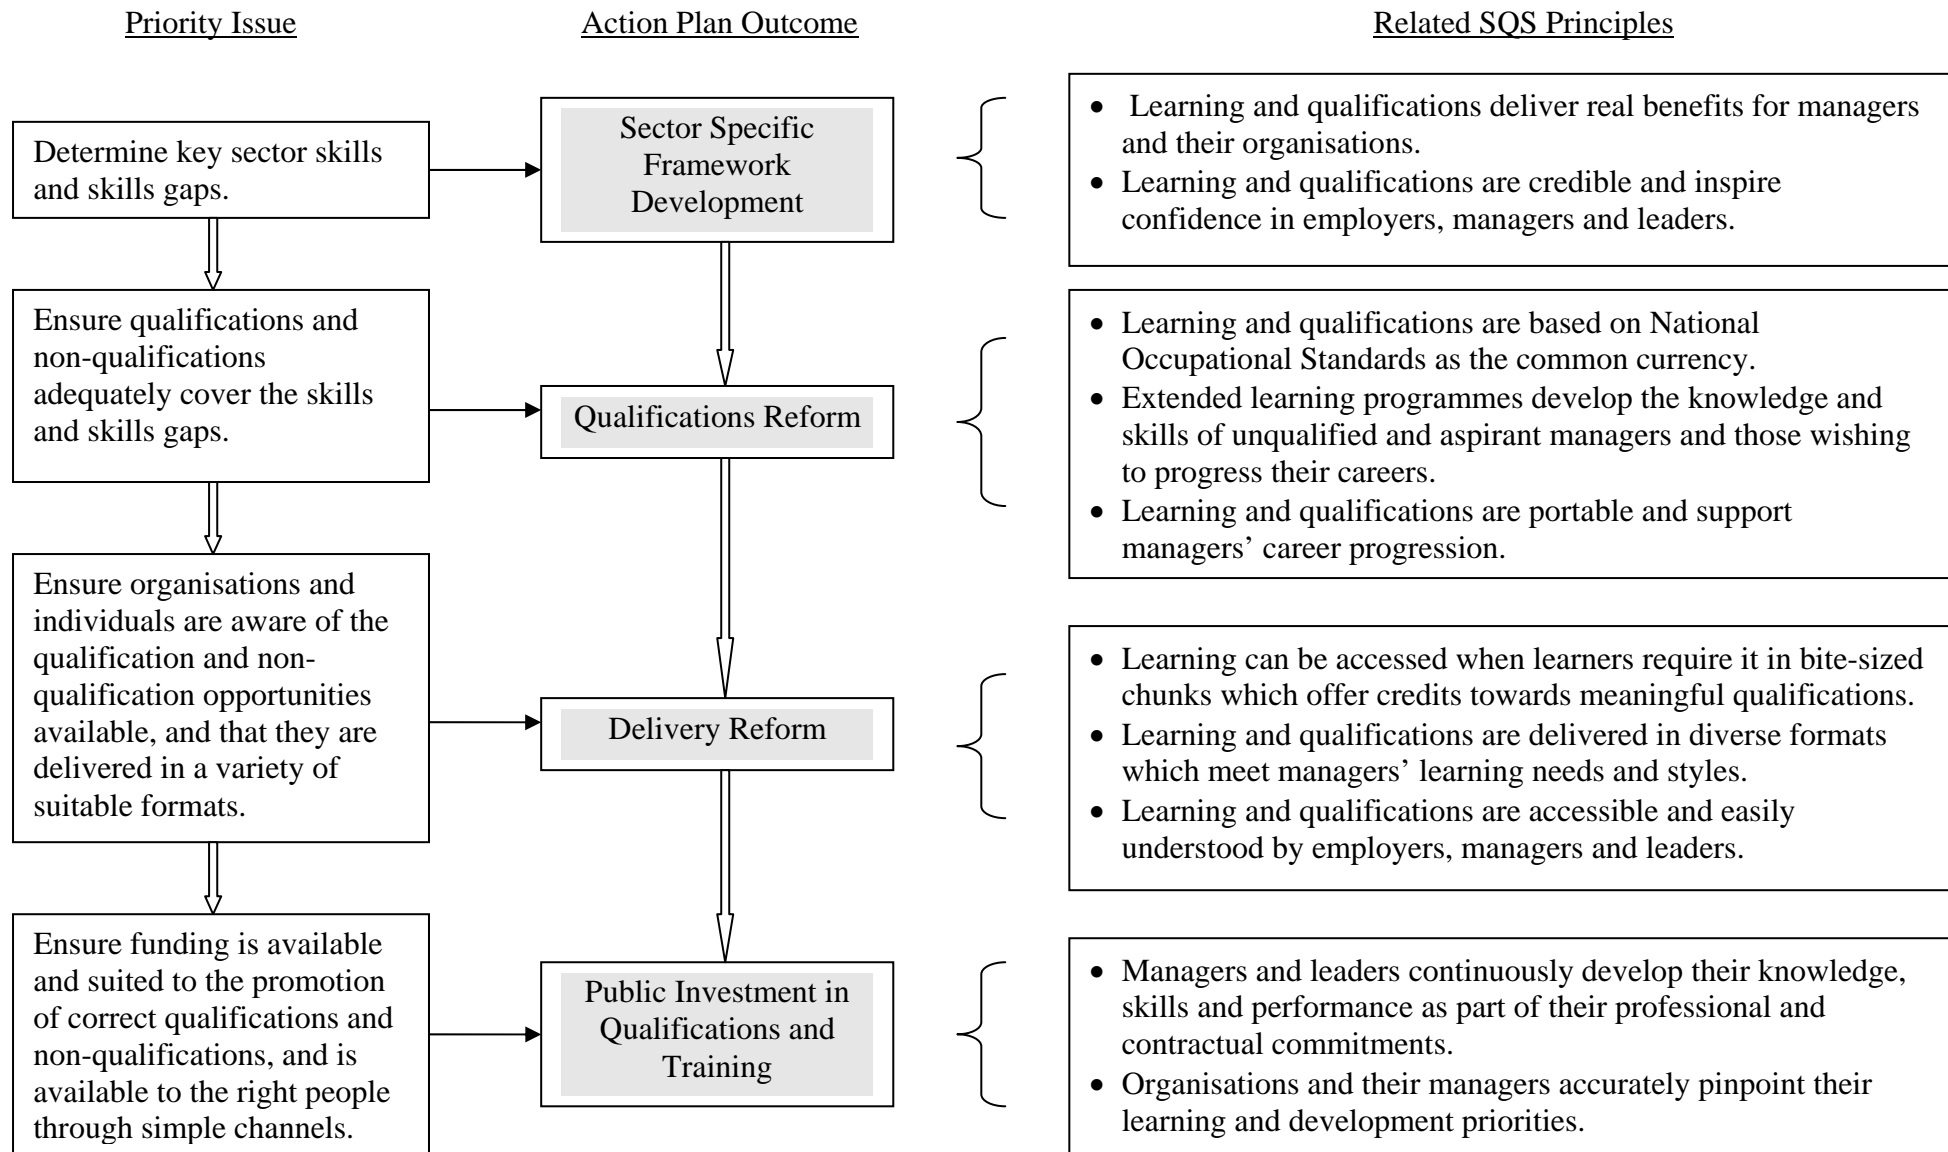 Priority Issue
Action Plan Outcome
Related SQS Principles
Determine key sector skills
and skills gaps.
Sector Specific
Framework
Development
• Learning and qualifications deliver real benefits for managers
and their organisations.
• Learning and qualifications are credible and inspire
confidence in employers, managers and leaders.
Ensure qualifications and
non-qualifications
adequately cover the skills
and skills gaps.
Qualifications Reform
• Learning and qualifications are based on National
Occupational Standards as the common currency.
• Extended learning programmes develop the knowledge and
skills of unqualified and aspirant managers and those wishing
to progress their careers.
• Learning and qualifications are portable and support
managers’ career progression.
Ensure organisations and
individuals are aware of the
qualification and non-
qualification opportunities
available, and that they are
delivered in a variety of
suitable formats.
Delivery Reform
• Learning can be accessed when learners require it in bite-sized
chunks which offer credits towards meaningful qualifications.
• Learning and qualifications are delivered in diverse formats
which meet managers’ learning needs and styles.
• Learning and qualifications are accessible and easily
understood by employers, managers and leaders.
Ensure funding is available
and suited to the promotion
of correct qualifications and
non-qualifications, and is
available to the right people
through simple channels.
Public Investment in
Qualifications and
Training
• Managers and leaders continuously develop their knowledge,
skills and performance as part of their professional and
contractual commitments.
• Organisations and their managers accurately pinpoint their
learning and development priorities.